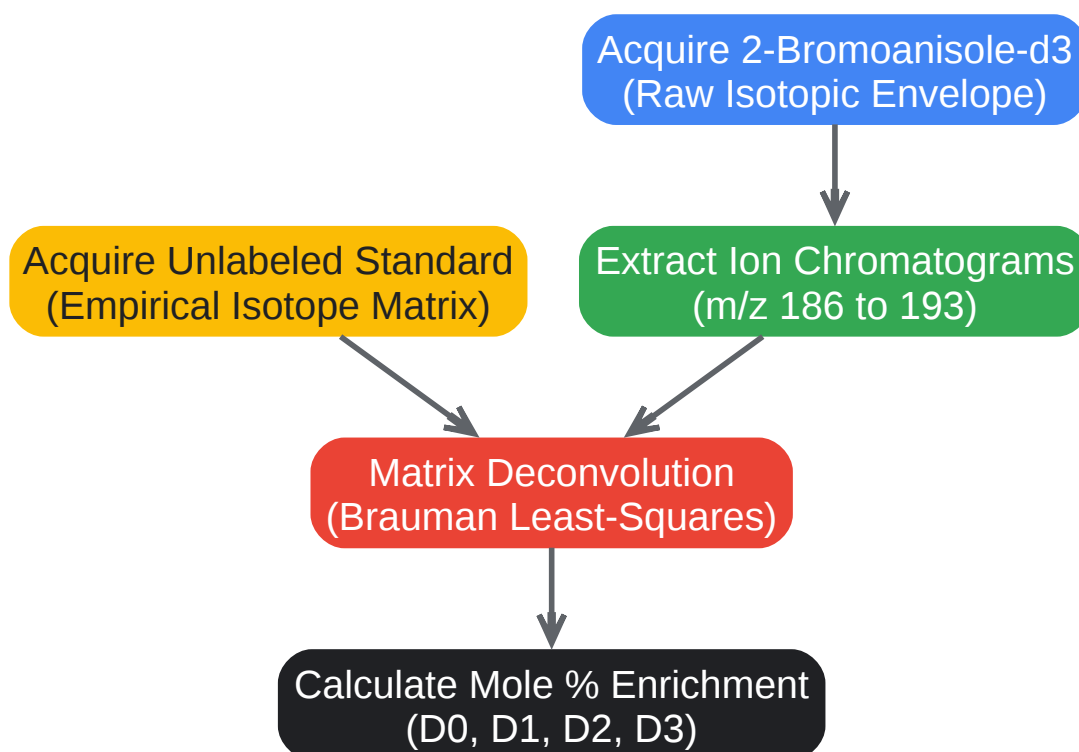 Acquire 2-Bromoanisole-d3
(Raw Isotopic Envelope)
Acquire Unlabeled Standard
(Empirical Isotope Matrix)
Extract Ion Chromatograms
(m/z 186 to 193)
Matrix Deconvolution
(Brauman Least-Squares)
Calculate Mole % Enrichment
(D0, D1, D2, D3)